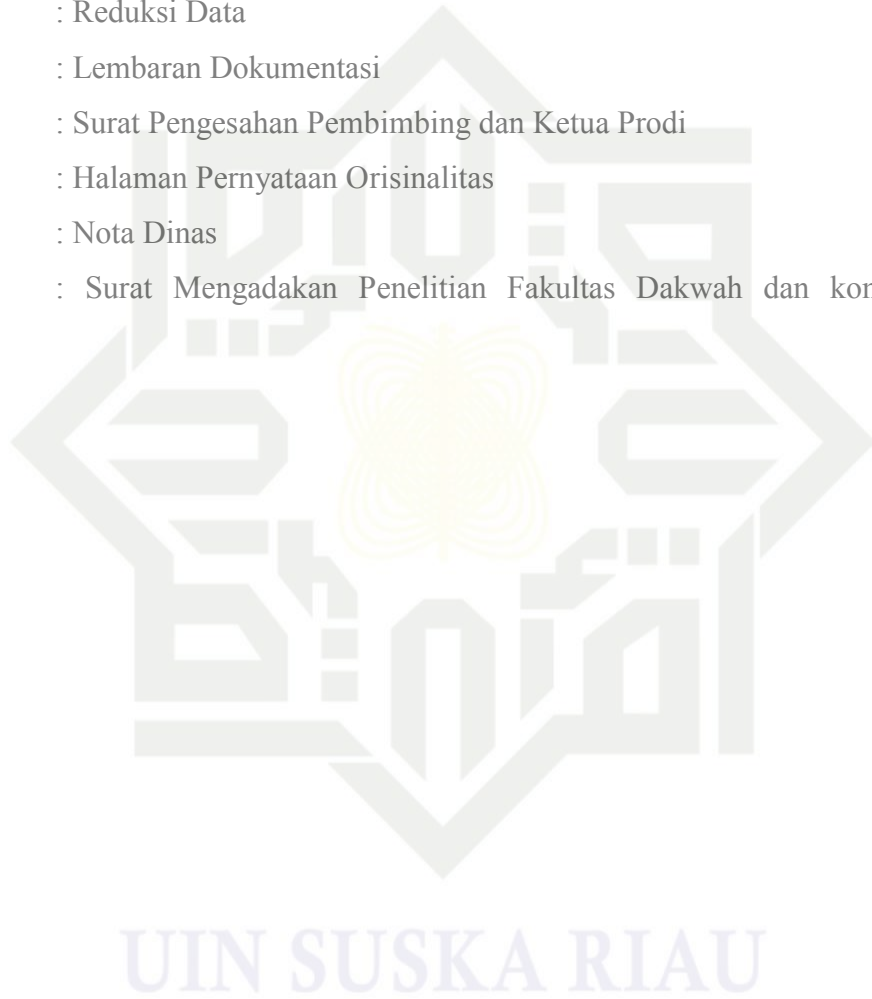 : Reduksi Data
: Lembaran Dokumentasi
: Surat Pengesahan Pembimbing dan Ketua Prodi
: Halaman Pernyataan Orisinalitas
: Nota Dinas
: Surat Mengadakan Penelitian Fakultas Dakwah dan
UIN SUSKA RIAU